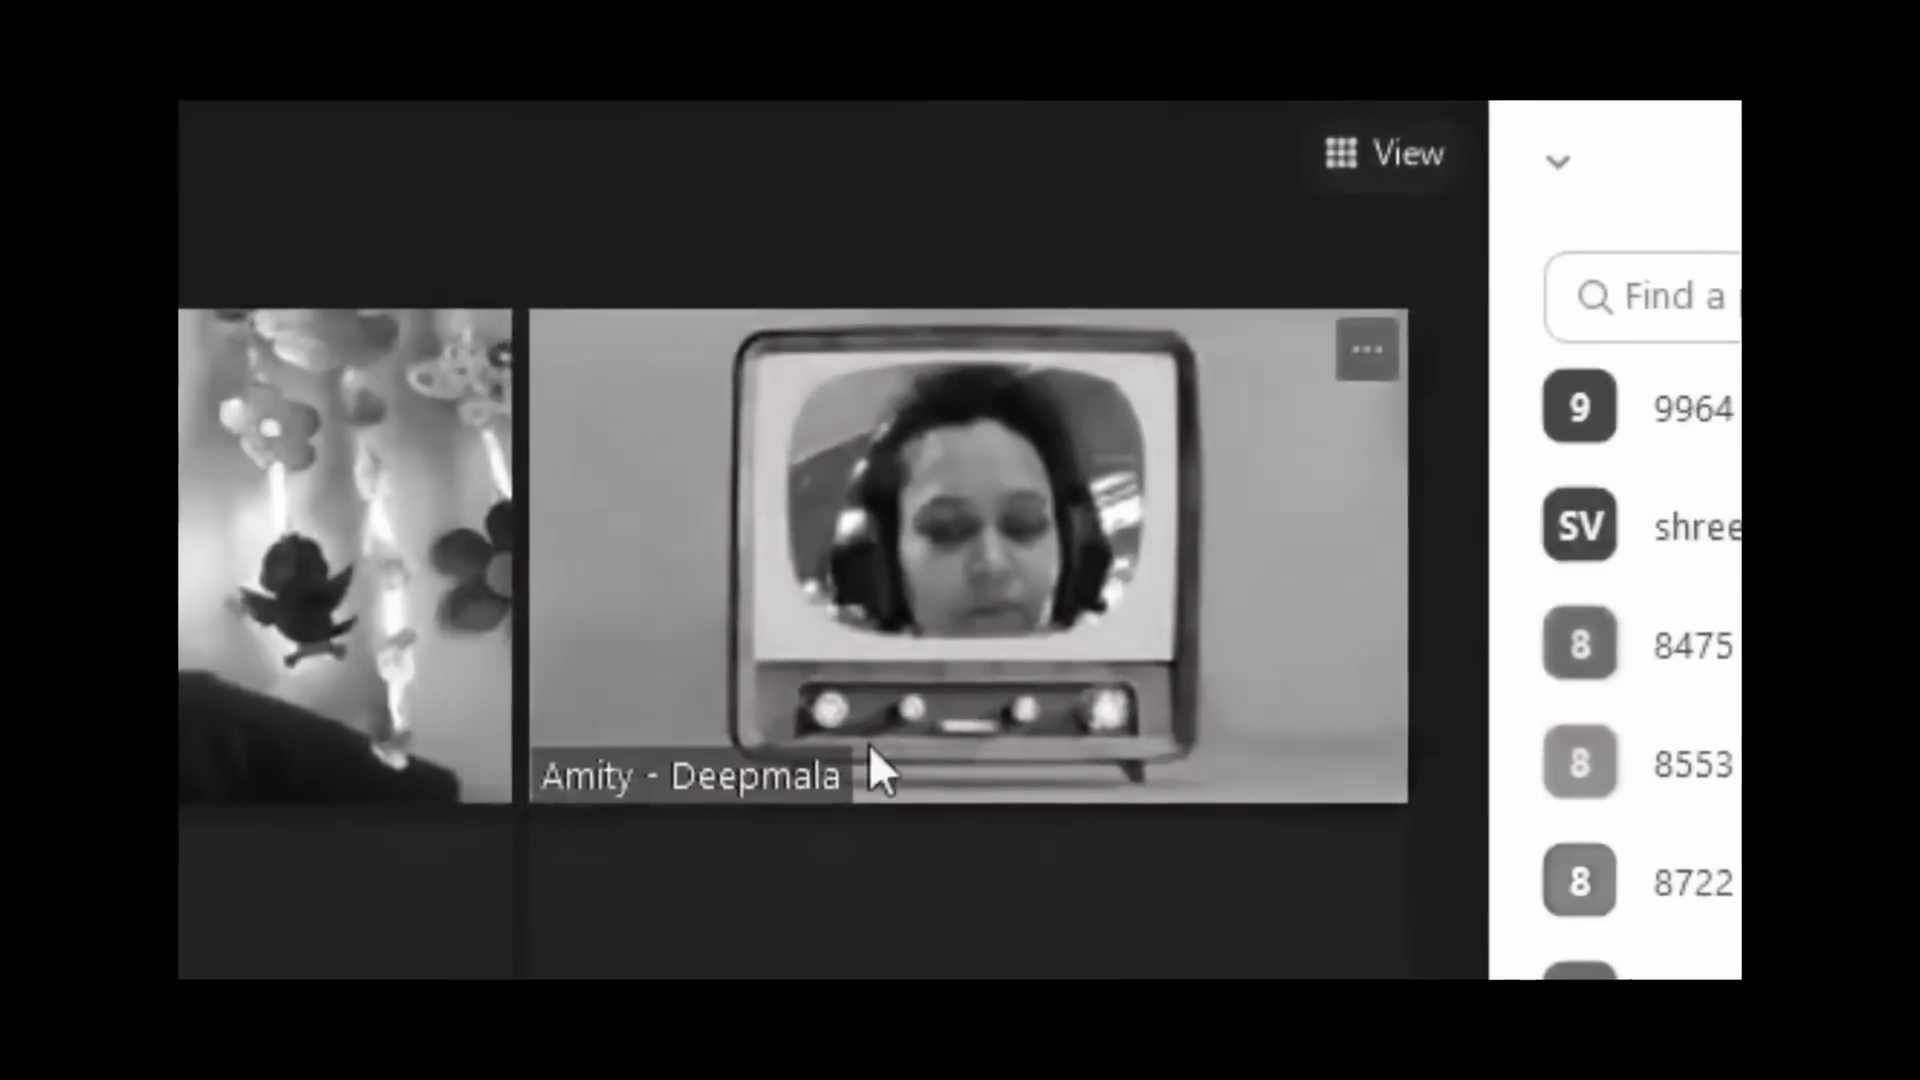 View
Find a
9 9964
SV shree
8 8475
8 8553
8 8722
Amity - Deepmala